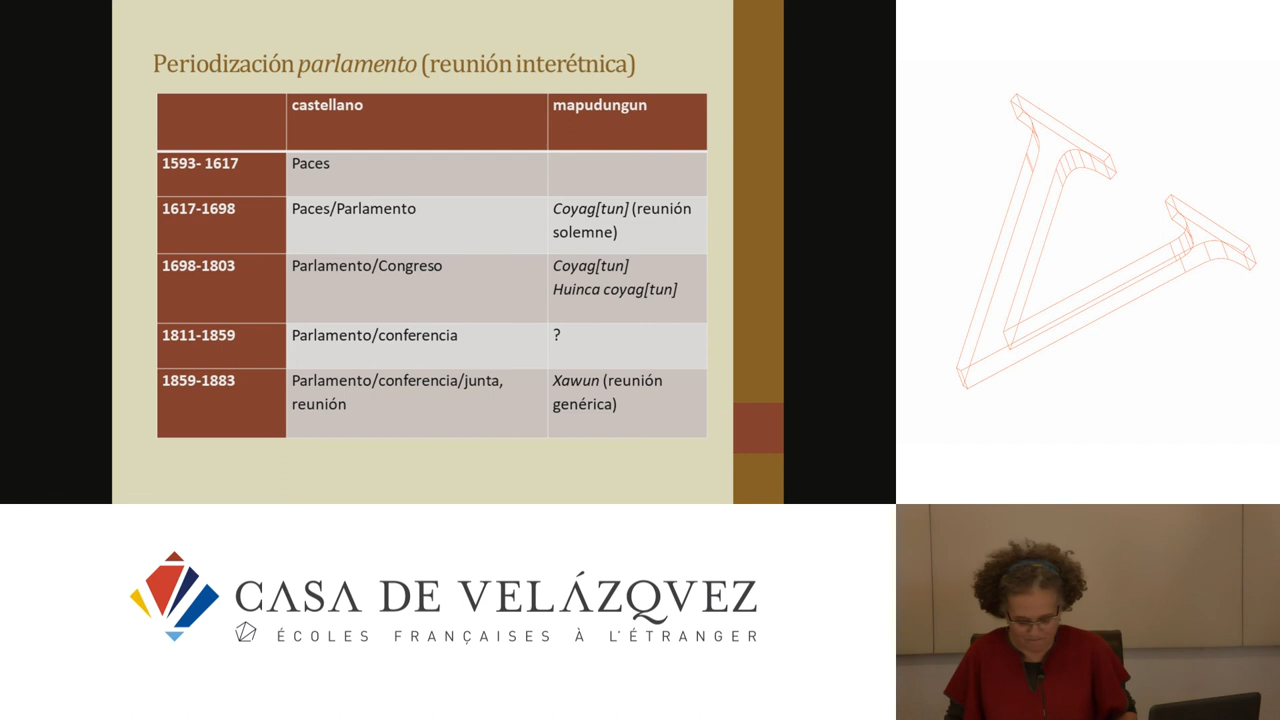 Periodización parlamento (reunión interétnica)
castellano mapudungun
1593- 1617 Paces
1617-1698 Paces/Parlamento Coyag[tun] (reunión
solemne)
1698-1803 Parlamento/Congreso Coyag[tun]
Huinca coyag[tun]
1811-1859 Parlamento/conferencia ?
1859-1883 Parlamento/conferencia/junta, Xawun (reunión
reunión genérica)
CASA DE VELÁZQVEZ
ÉCOLES FRANÇAISES À L'ÉTRANGER